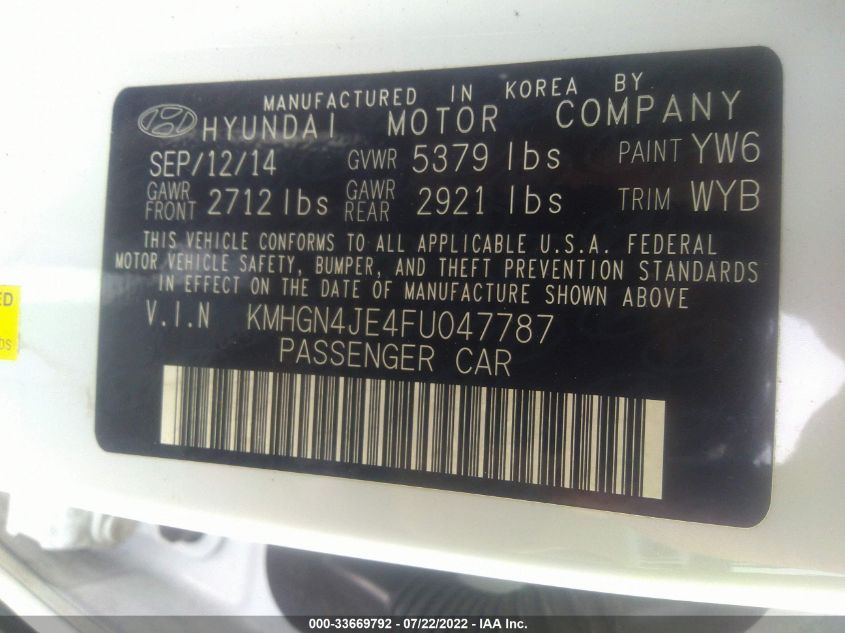 MANUFACTURED IN KOREA BY
HYUNDAI MOTOR COMPANY
SEP/12/14 GVWR 5379 lbs PAINT YW6
GAWR FRONT 2712 lbs GAWR REAR 2921 lbs TRIM WYB
THIS VEHICLE CONFORMS TO ALL APPLICABLE U.S.A. FEDERAL
MOTOR VEHICLE SAFETY, BUMPER, AND THEFT PREVENTION STANDARDS
IN EFFECT ON THE DATE OF MANUFACTURE SHOWN ABOVE
V.I.N KMHGN4JE4FU047787
PASSENGER CAR
000-33669792 - 07/22/2022 - IAAI Inc.